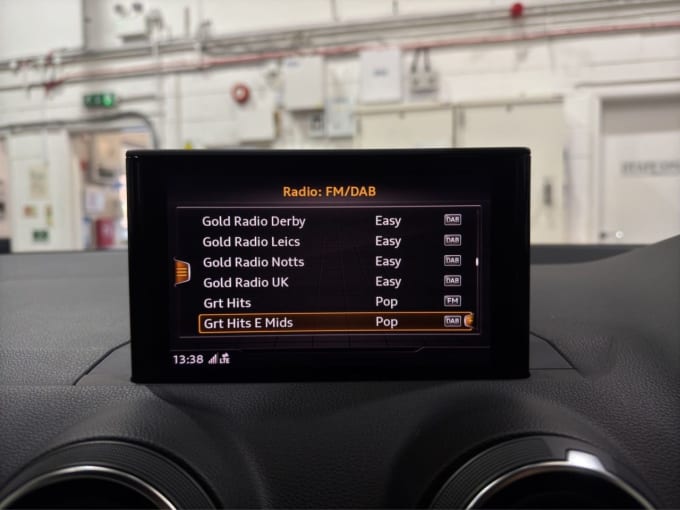 Radio: FM/DAB
Gold Radio Derby Easy DAB
Gold Radio Leics Easy DAB
Gold Radio Notts Easy DAB
Gold Radio UK Easy DAB
Grt Hits Pop FM
Grt Hits E Mids Pop DAB
13:38 LTE